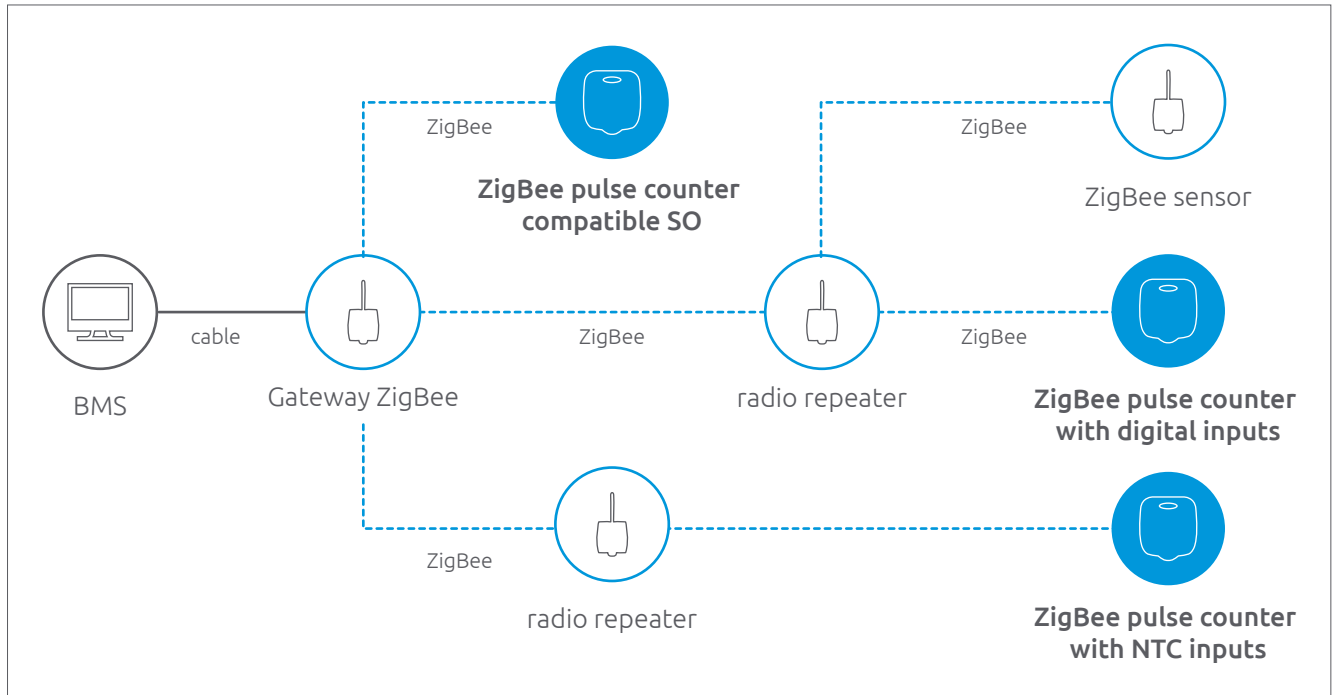 ZigBee
ZigBee
ZigBee pulse counter
compatible SO
ZigBee sensor
cable
ZigBee
ZigBee
BMS
Gateway ZigBee
radio repeater
ZigBee pulse counter
with digital inputs
ZigBee
radio repeater
ZigBee pulse counter
with NTC inputs